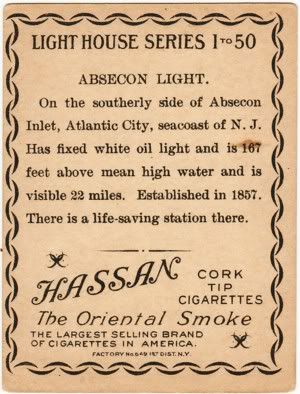 LIGHT HOUSE SERIES 1 TO 50
ABSECON LIGHT.
On the southerly side of Absecon
Inlet, Atlantic City, seacoast of N. J.
Has fixed white oil light and is 167
feet above mean high water and is
visible 22 miles. Established in 1857.
There is a life-saving station there.
HASSAN
CORK
TIP
CIGARETTES
The Oriental Smoke
THE LARGEST SELLING BRAND
OF CIGARETTES IN AMERICA.
FACTORY No. 649 1ST DIST. N.Y.